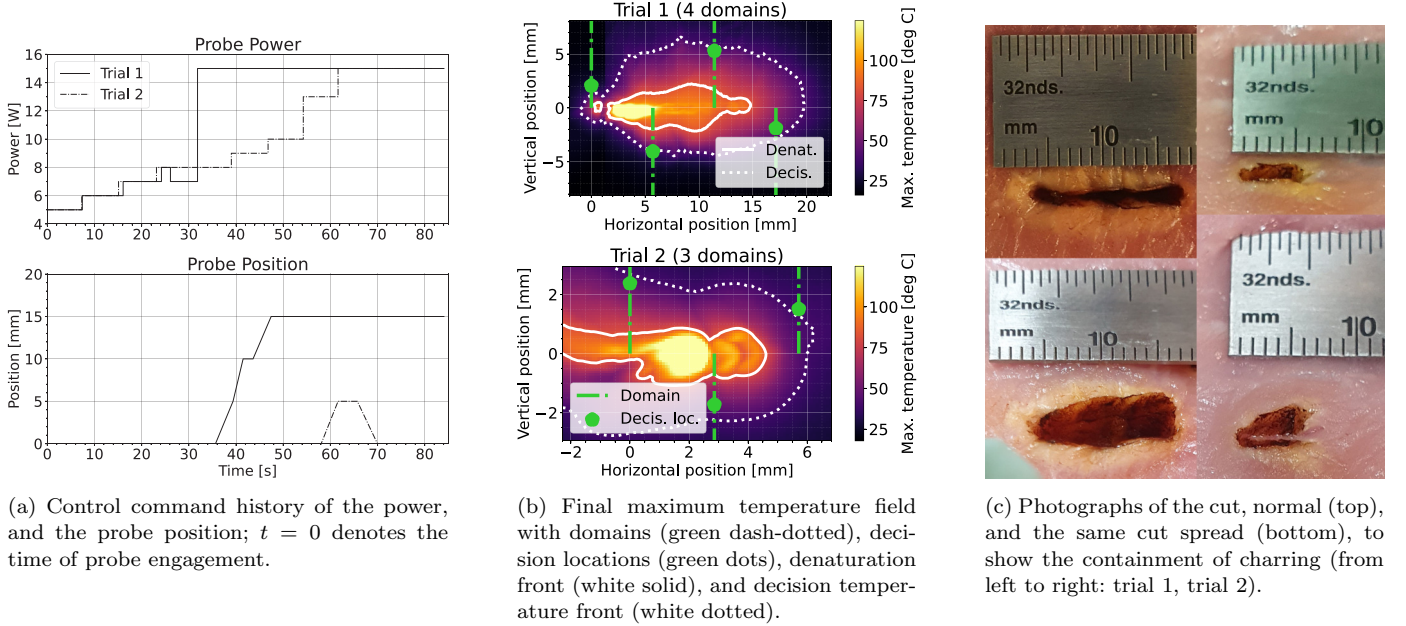 Probe Power
16
14
12
10
8
6
4
Power [W]
Trial 1
Trial 2
0 10 20 30 40 50 60 70 80
Probe Position
20
15
10
5
0
Position [mm]
0 10 20 30 40 50 60 70 80
Time [s]
(a) Control command history of the power,
and the probe position; t = 0 denotes the
time of probe engagement.
Trial 1 (4 domains)
5
0
−5
Vertical position [mm]
Denat.
Decis.
0 5 10 15 20
Horizontal position [mm]
100
75
50
25
Max. temperature [deg C]
Trial 2 (3 domains)
2
0
−2
Vertical position [mm]
Domain
Decis. loc.
−2 0 2 4 6
Horizontal position [mm]
100
75
50
25
Max. temperature [deg C]
(b) Final maximum temperature field
with domains (green dash-dotted), deci-
sion locations (green dots), denaturation
front (white solid), and decision temper-
ature front (white dotted).
32nds.
mm 10
32nds.
mm 10
32nds.
mm 10
32nds.
mm 10
(c) Photographs of the cut, normal (top),
and the same cut spread (bottom), to
show the containment of charring (from
left to right: trial 1, trial 2).